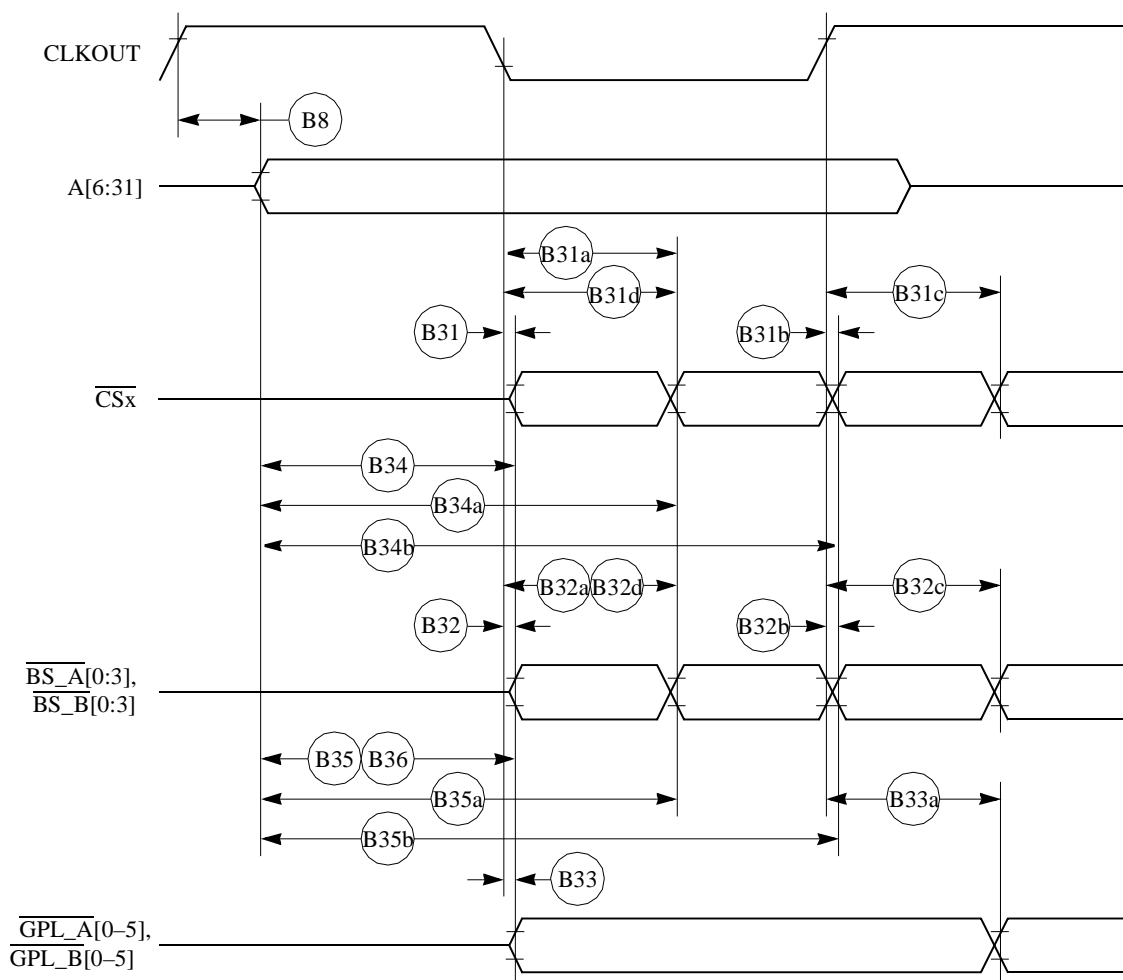 CLKOUT
B8
A[6:31]
B31a
B31d
B31c
B31
B31b
CSx
B34
B34a
B34b
B32a B32d
B32c
B32
B32b
BS_A[0:3],
BS_B[0:3]
B35 B36
B35a
B33a
B35b
B33
GPL_A[0–5],
GPL_B[0–5]